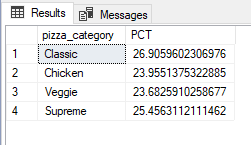 Results Messages
pizza_category PCT
1 Classic 26.9059602306976
2 Chicken 23.9551375322885
3 Veggie 23.6825910258677
4 Supreme 25.4563112111462